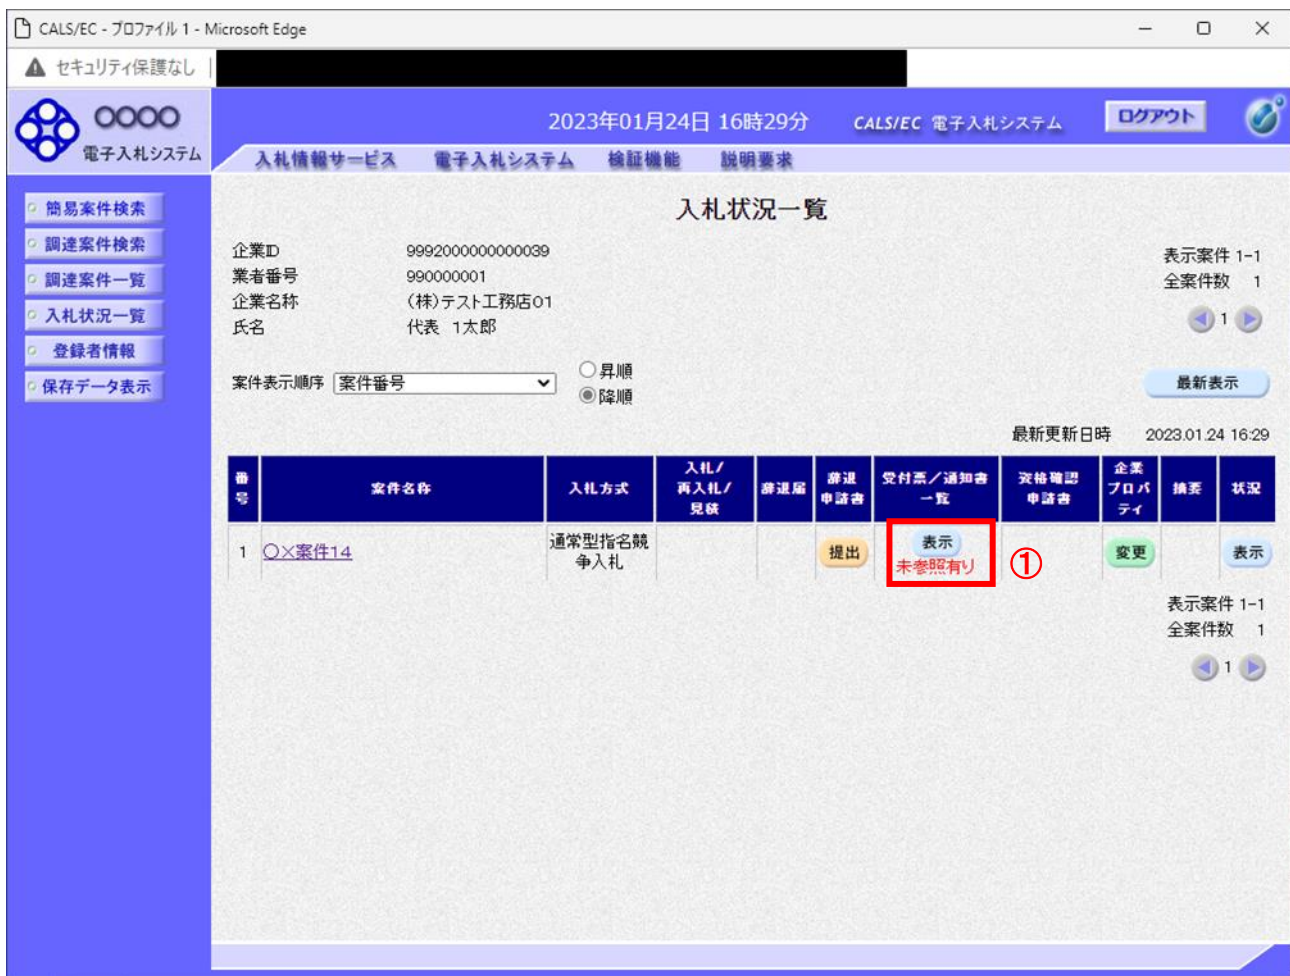 CALS/EC - プロファイル 1 - Microsoft Edge
セキュリティ保護なし
〇〇〇〇
電子入札システム
2023年01月24日 16時29分
CALS/EC 電子入札システム
ログアウト
入札情報サービス 電子入札システム 検証機能 説明要求
簡易案件検索
調達案件検索
調達案件一覧
入札状況一覧
登録者情報
保存データ表示
入札状況一覧
企業ID 9992000000000039
業者番号 990000001
企業名称 (株)テスト工務店01
氏名 代表 1太郎
表示案件 1-1
全案件数 1
1
案件表示順序 案件番号
昇順
降順
最新表示
最新更新日時 2023.01.24 16:29
番号 案件名称 入札方式 入札/再入札/見積 辞退届 辞退申請書 受付票/通知書一覧 資格確認申請書 企業プロパティ 摘要 状況
1 〇×案件14 通常型指名競争入札 提出 表示 未参照有り ① 変更 表示
表示案件 1-1
全案件数 1
1